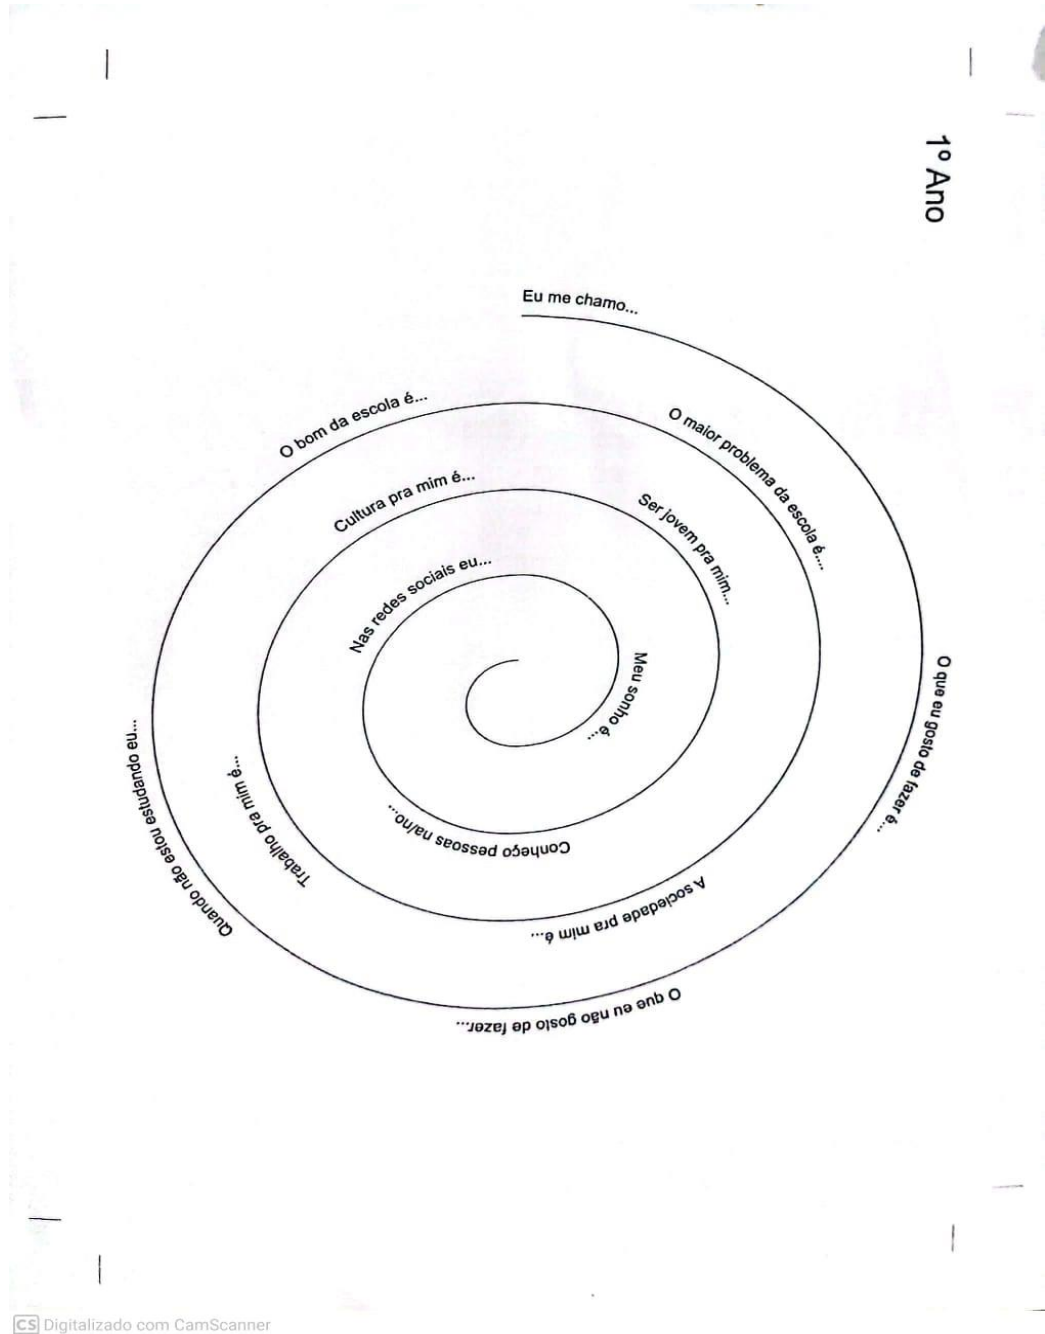 1º Ano
Eu me chamo...
O que eu gosto de fazer é...
O que eu não gosto de fazer...
Quando não estou estudando eu...
O bom da escola é...
O maior problema da escola é....
A sociedade pra mim é...
Trabalho pra mim é...
Cultura pra mim é...
Ser jovem pra mim...
Conheço pessoas na/no...
Nas redes sociais eu...
Meu sonho é...
CS Digitalizado com CamScanner